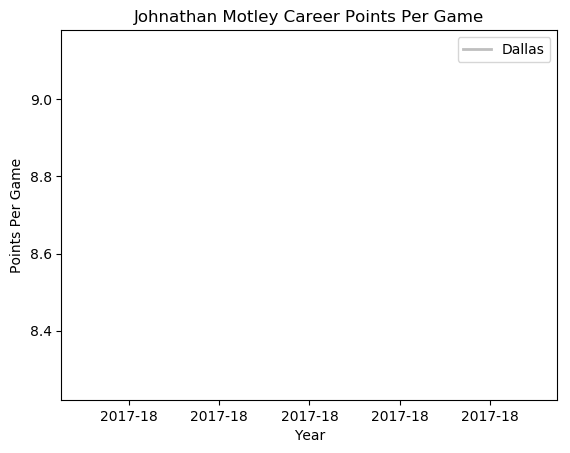 Johnathan Motley Career Points Per Game
Dallas
9.0
8.8
8.6
8.4
Points Per Game
2017-18 2017-18 2017-18 2017-18 2017-18
Year